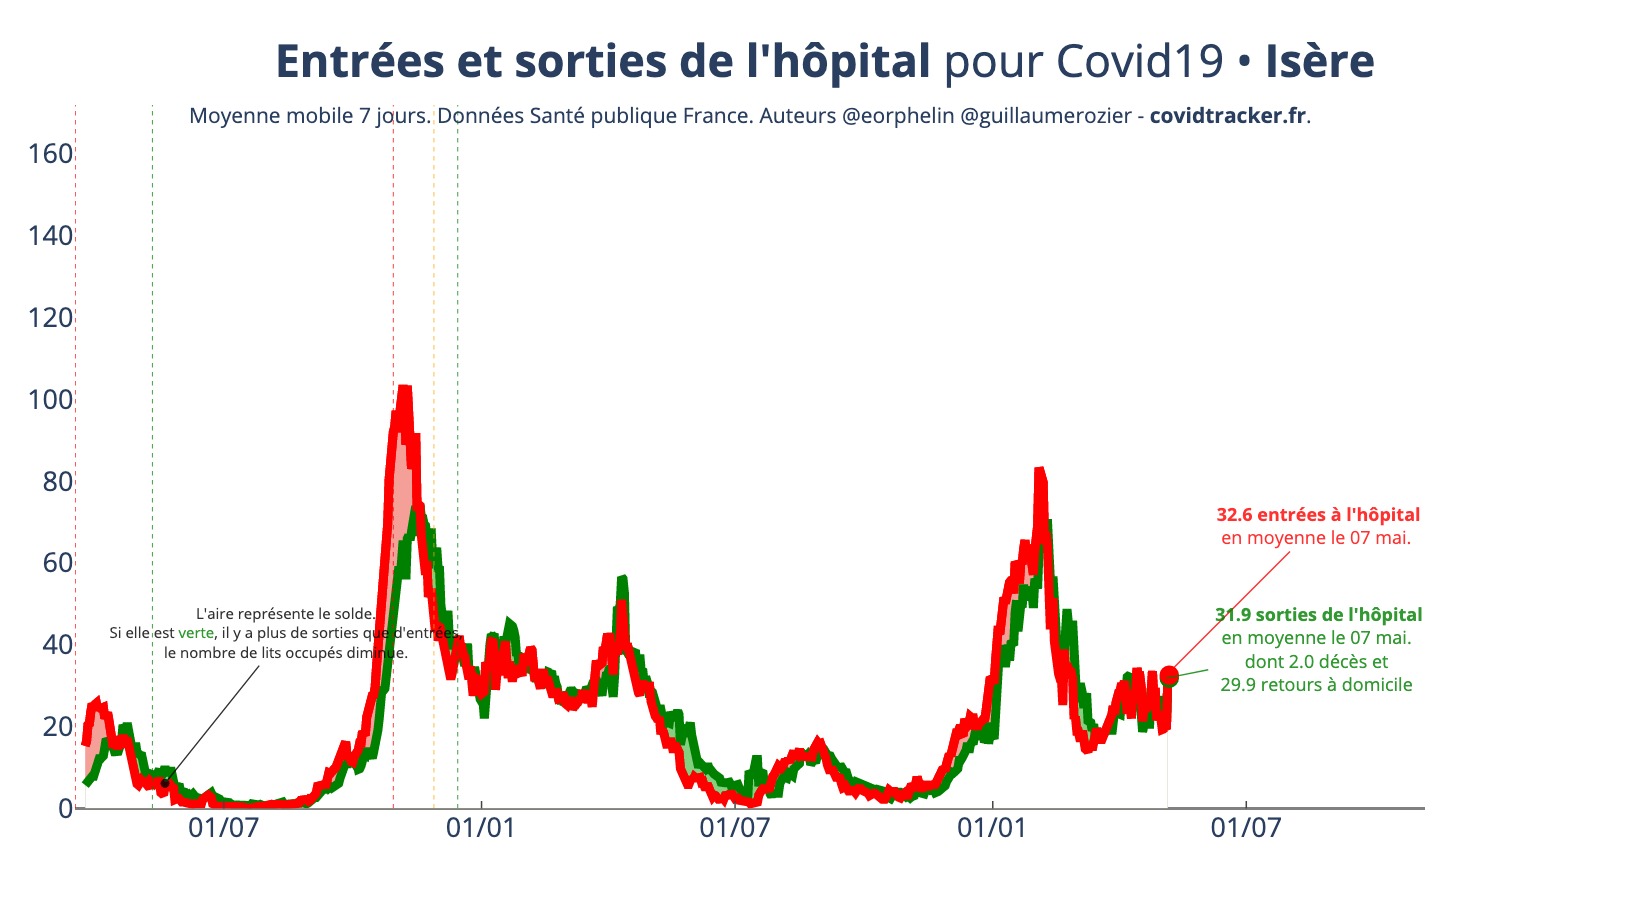 Entrées et sorties de l'hôpital pour Covid19 • Isère
Moyenne mobile 7 jours. Données Santé publique France. Auteurs @eorphelin @guillaumerozier - covidtracker.fr.
160
140
120
100
80
60
40
20
0
L'aire représente le solde.
Si elle est verte, il y a plus de sorties que d'entrées,
le nombre de lits occupés diminue.
32.6 entrées à l'hôpital
en moyenne le 07 mai.
31.9 sorties de l'hôpital
en moyenne le 07 mai.
dont 2.0 décès et
29.9 retours à domicile
01/07
01/01
01/07
01/01
01/07